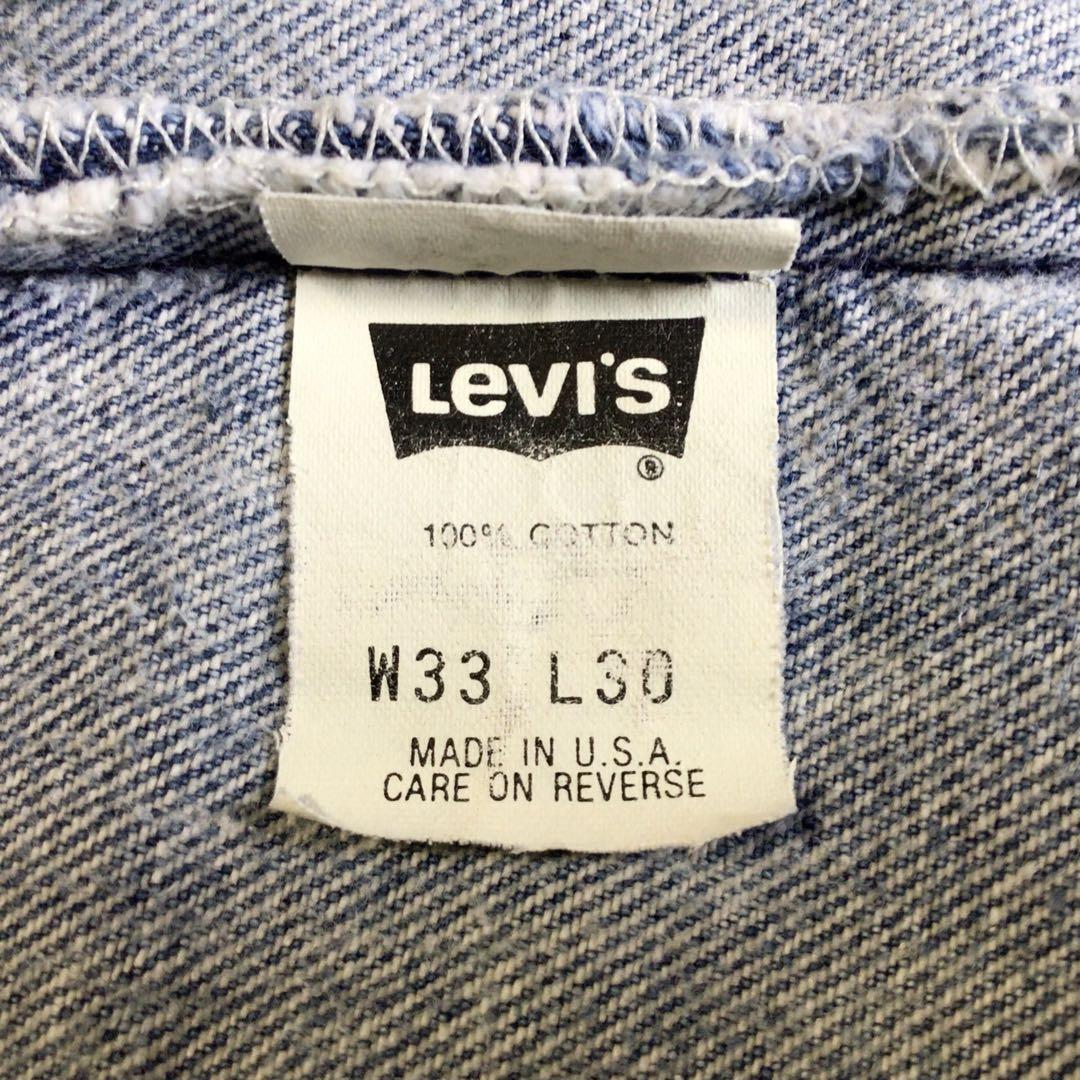 Levi's
®
100% COTTON
W33 L30
MADE IN U.S.A.
CARE ON REVERSE